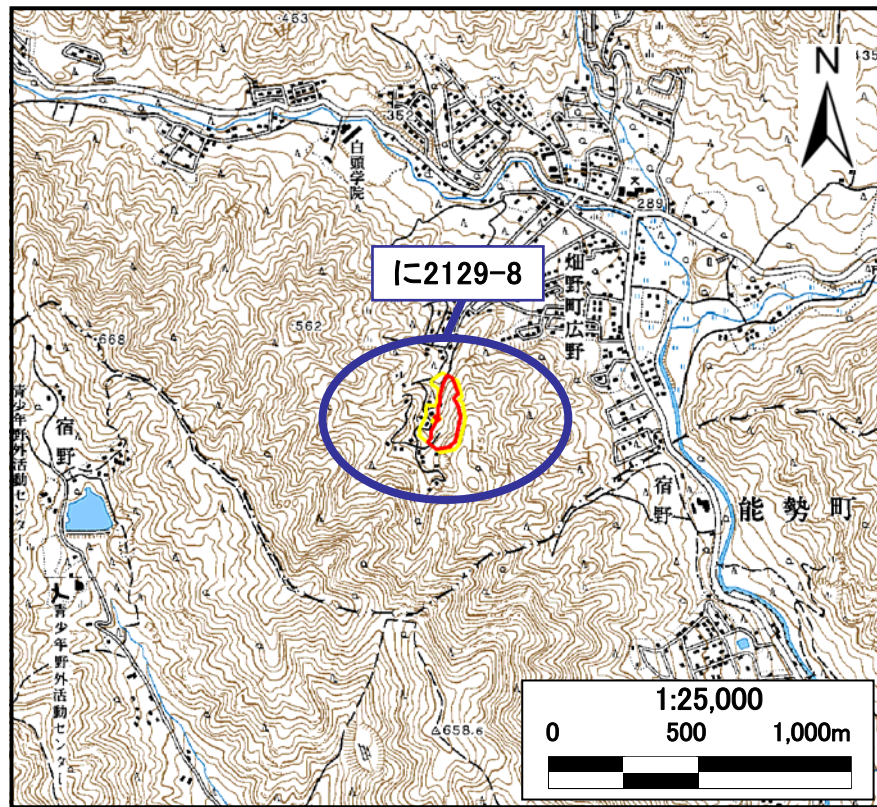 ・463
435
N
352
白頭学院
289
に2129-8
畑野町広野
・562
・668
青少年野外活動センター
宿野
宿野
能勢町
青少年野外活動センター
△658.6
1:25,000
0 500 1,000m